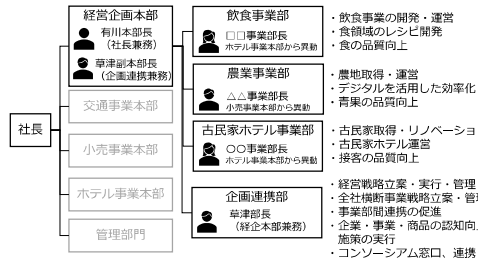 社長
経営企画本部
有川本部長
（社長兼務）
草津副本部長
（企画連携兼務）
交通事業本部
小売事業本部
ホテル事業本部
管理部門
飲食事業部
□□事業部長
ホテル事業本部から異動
・飲食事業の開発・運営
・食領域のレシピ開発
・食の品質向上
農業事業部
△△事業部長
小売事業本部から異動
・農地取得・運営
・デジタルを活用した効率化
・青果の品質向上
古民家ホテル事業部
○○事業部長
ホテル事業本部から異動
・古民家取得・リノベーショ
・古民家ホテル運営
・接客の品質向上
企画連携部
草津部長
（経企本部兼務）
・経営戦略立案・実行・管理
・全社横断事業戦略立案・管
・事業部間連携の促進
・企業・事業・商品の認知向
施策の実行
・コンソーシアム窓口、連携